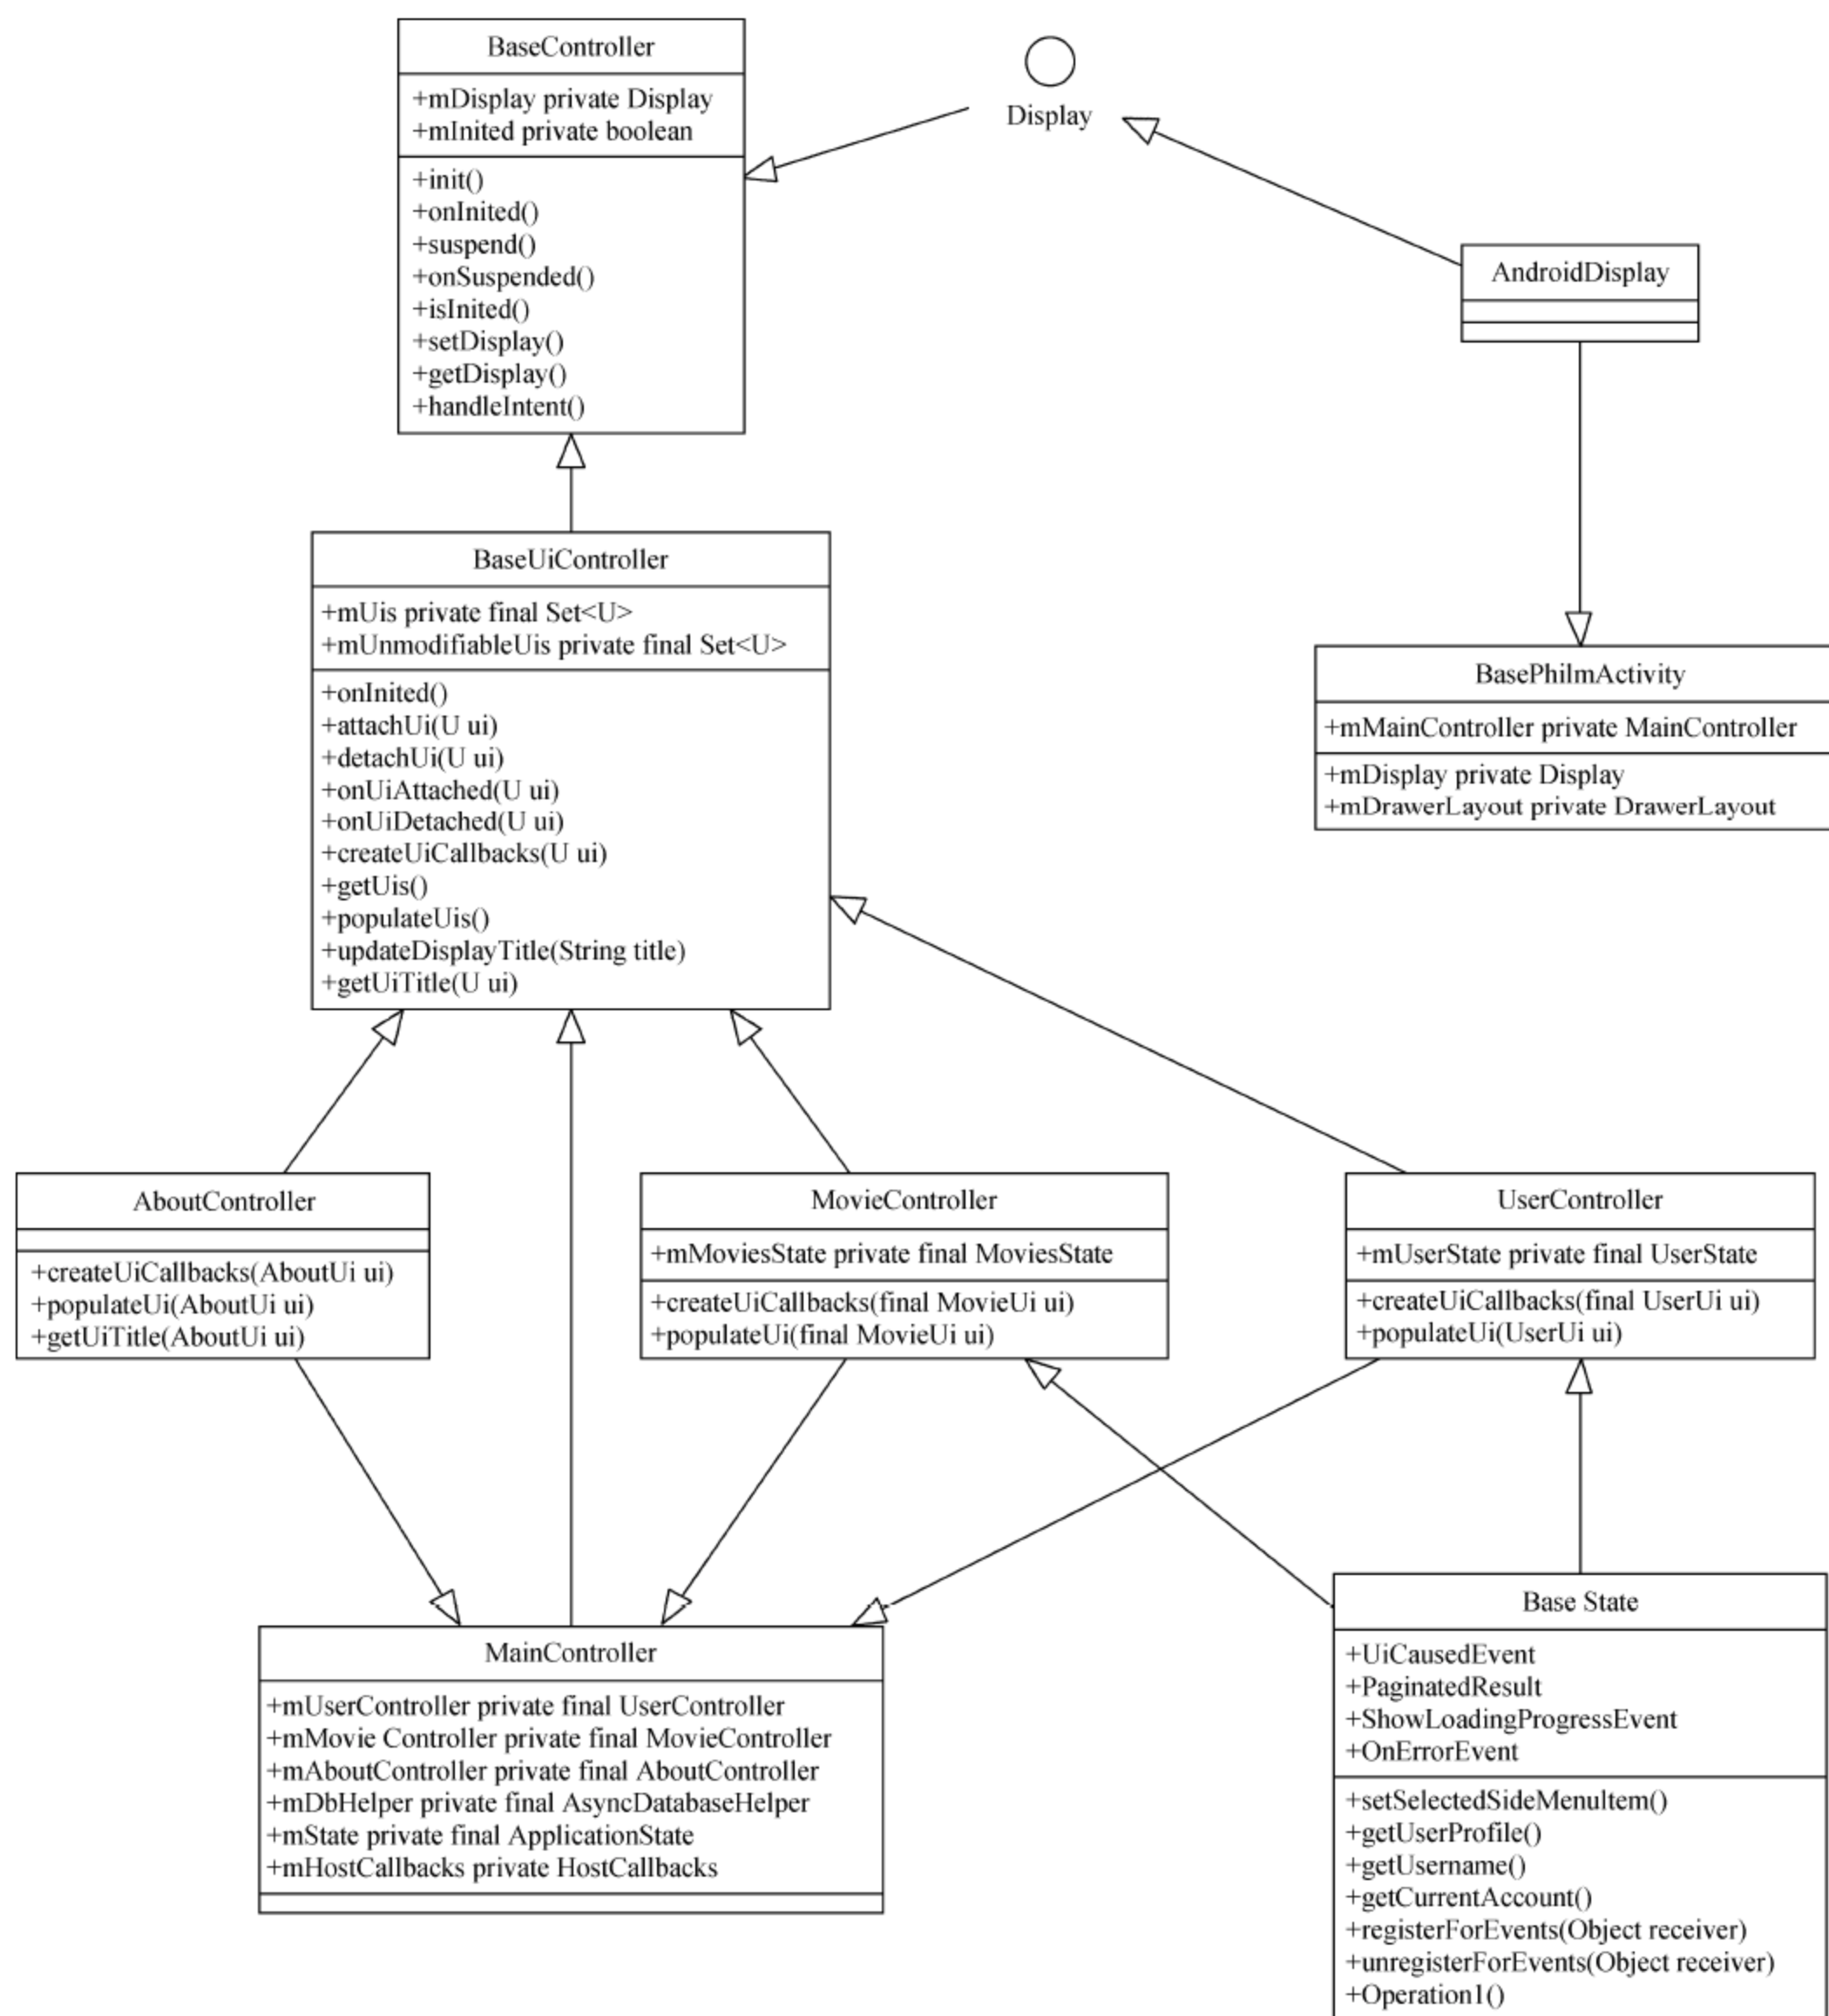 BaseController
+mDisplay private Display
+mInited private boolean
+init()
+onInited()
+suspend()
+onSuspended()
+isInited()
+setDisplay()
+getDisplay()
+handleIntent()
Display
AndroidDisplay
BaseUiController
+mUis private final Set<U>
+mUnmodifiableUis private final Set<U>
+onInited()
+attachUi(U ui)
+detachUi(U ui)
+onUiAttached(U ui)
+onUiDetached(U ui)
+createUiCallbacks(U ui)
+getUis()
+populateUis()
+updateDisplayTitle(String title)
+getUiTitle(U ui)
BasePhilmActivity
+mMainController private MainController
+mDisplay private Display
+mDrawerLayout private DrawerLayout
AboutController
+createUiCallbacks(AboutUi ui)
+populateUi(AboutUi ui)
+getUiTitle(AboutUi ui)
MovieController
+mMoviesState private final MoviesState
+createUiCallbacks(final MovieUi ui)
+populateUi(final MovieUi ui)
UserController
+mUserState private final UserState
+createUiCallbacks(final UserUi ui)
+populateUi(UserUi ui)
MainController
+mUserController private final UserController
+mMovie Controller private final MovieController
+mAboutController private final AboutController
+mDbHelper private final AsyncDatabaseHelper
+mState private final ApplicationState
+mHostCallbacks private HostCallbacks
Base State
+UiCausedEvent
+PaginatedResult
+ShowLoadingProgressEvent
+OnErrorEvent
+setSelectedSideMenultem()
+getUserProfile()
+getUsername()
+getCurrentAccount()
+registerForEvents(Object receiver)
+unregisterForEvents(Object receiver)
+Operation1()